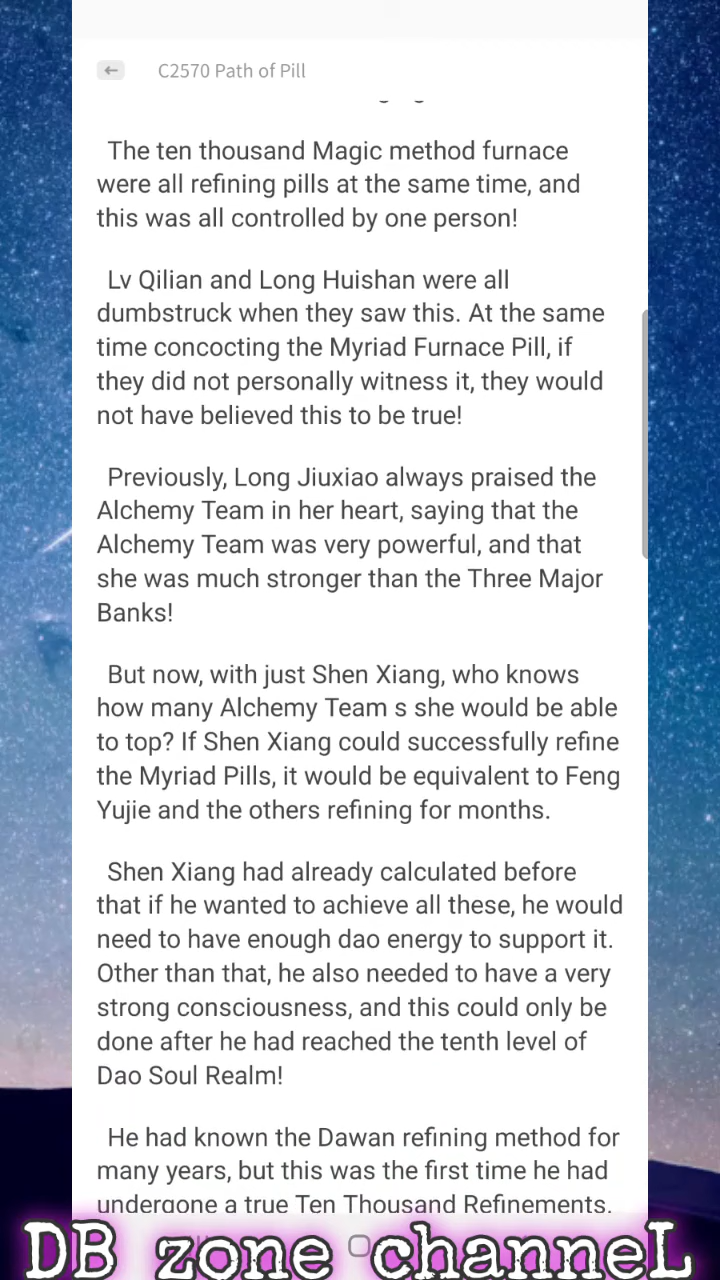 C2570 Path of Pill
The ten thousand Magic method furnace
were all refining pills at the same time, and
this was all controlled by one person!
Lv Qilian and Long Huishan were all
dumbstruck when they saw this. At the same
time concocting the Myriad Furnace Pill, if
they did not personally witness it, they would
not have believed this to be true!
Previously, Long Jiuxiao always praised the
Alchemy Team in her heart, saying that the
Alchemy Team was very powerful, and that
she was much stronger than the Three Major
Banks!
But now, with just Shen Xiang, who knows
how many Alchemy Team s she would be able
to top? If Shen Xiang could successfully refine
the Myriad Pills, it would be equivalent to Feng
Yujie and the others refining for months.
Shen Xiang had already calculated before
that if he wanted to achieve all these, he would
need to have enough dao energy to support it.
Other than that, he also needed to have a very
strong consciousness, and this could only be
done after he had reached the tenth level of
Dao Soul Realm!
He had known the Dawan refining method for
many years, but this was the first time he had
undergone a true Ten Thousand Refinements.
DB zone channeL